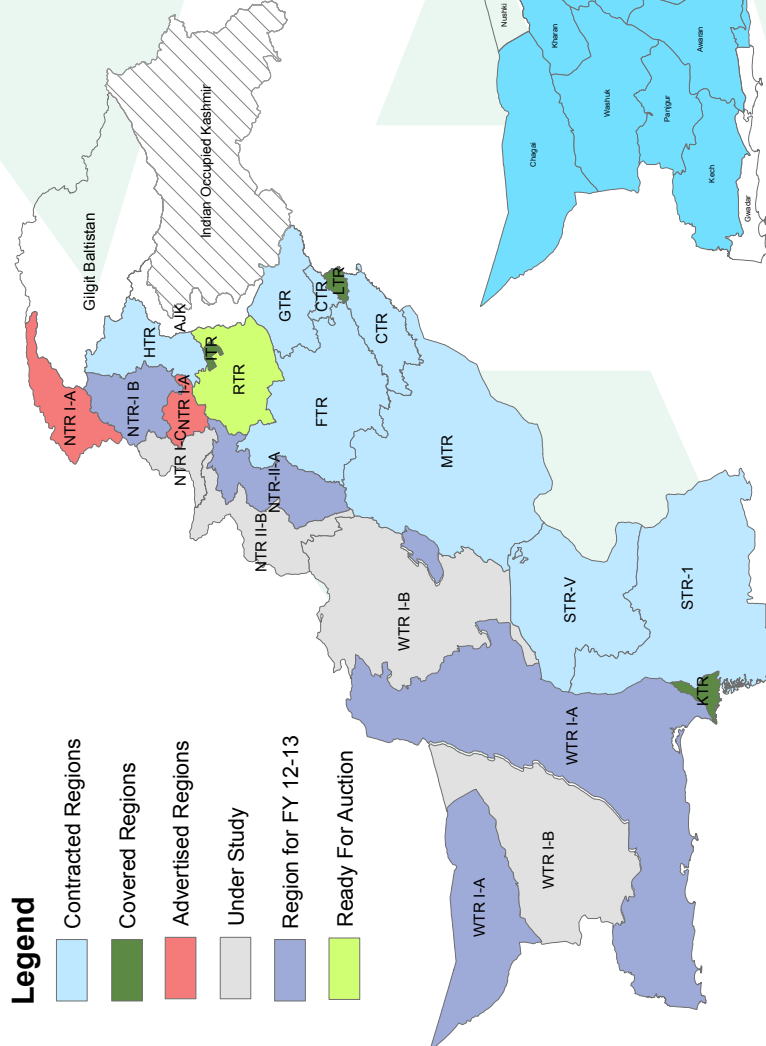 Legend
Contracted Regions
Covered Regions
Advertised Regions
Under Study
Region for FY 12-13
Ready For Auction
Gilgit Baltistan
Indian Occupied Kashmir
AJK
NTR I-A
NTR-I B
HTR
NTR I-C
NTR I-A
ITR
RTR
GTR
CTR
LTR
CTR
FTR
NTR-II-A
NTR II-B
MTR
WTR I-B
STR-V
STR-1
KTR
WTR I-A
WTR I-B
WTR I-A
Nushki
Kharan
Chagai
Washuk
Awaran
Panjgur
Kech
Gwadar